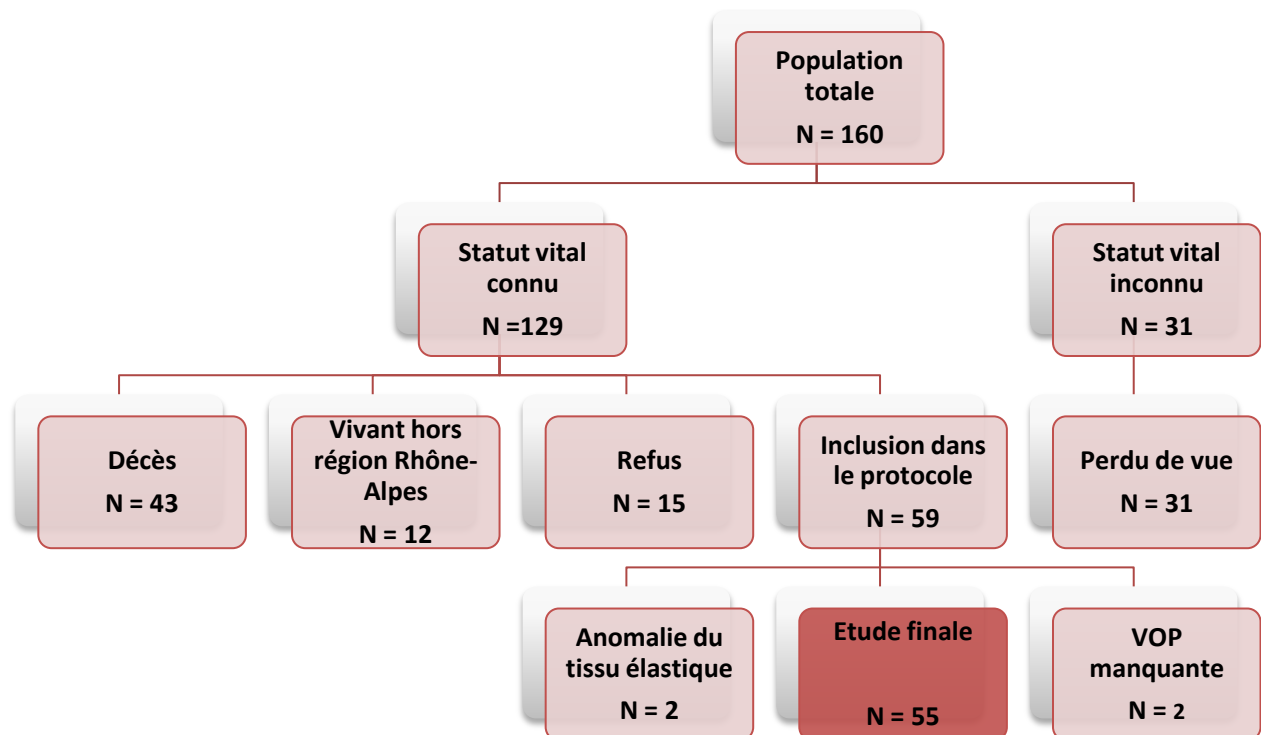 Population
totale
N = 160
Statut vital
connu
N =129
Statut vital
inconnu
N = 31
Décès
N = 43
Vivant hors
région Rhône-
Alpes
N = 12
Refus
N = 15
Inclusion dans
le protocole
N = 59
Perdu de vue
N = 31
Anomalie du
tissu élastique
N = 2
Etude finale
N = 55
VOP
manquante
N = 2